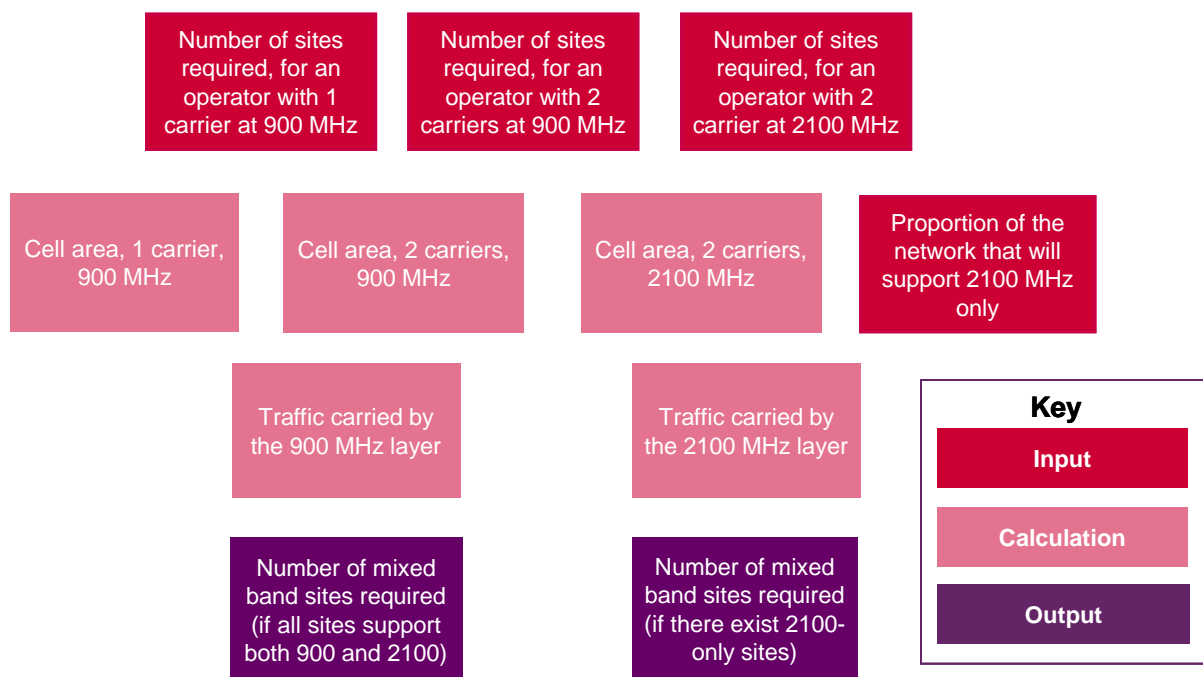 Number of sites
required, for an
operator with 1
carrier at 900 MHz
Number of sites
required, for an
operator with 2
carriers at 900 MHz
Number of sites
required, for an
operator with 2
carrier at 2100 MHz
Cell area, 1 carrier,
900 MHz
Cell area, 2 carriers,
900 MHz
Cell area, 2 carriers,
2100 MHz
Proportion of the
network that will
support 2100 MHz
only
Traffic carried by
the 900 MHz layer
Traffic carried by
the 2100 MHz layer
Number of mixed
band sites required
(if all sites support
both 900 and 2100)
Number of mixed
band sites required
(if there exist 2100-
only sites)
Key
Input
Calculation
Output